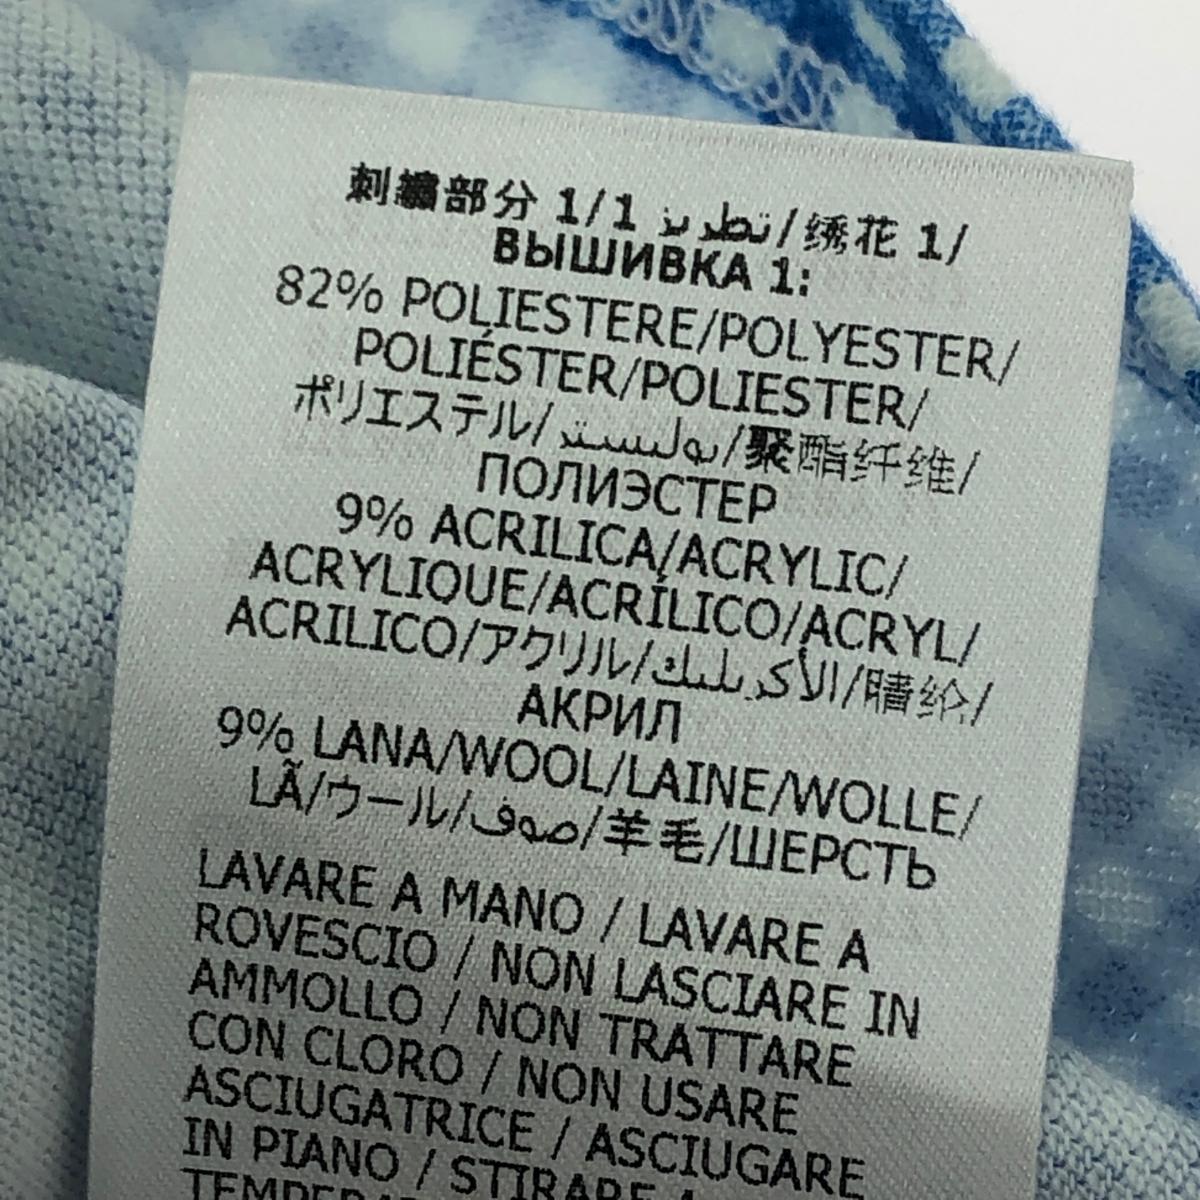 刺繍部分 1/1 تطريز/绣花 1/
ВЫШИВКА 1:
82% POLIESTERE/POLYESTER/
POLIÉSTER/POLIESTER/
ポリエステル/بوليستر/聚酯纤维/
ПОЛИЭСТЕР
9% ACRILICA/ACRYLIC/
ACRYLIQUE/ACRÍLICO/ACRYL/
ACRILICO/アクリル/الأكريليك/腈纶/
АКРИЛ
9% LANA/WOOL/LAINE/WOLLE/
LÃ/ウール/صوف/羊毛/ШЕРСТЬ
LAVARE A MANO / LAVARE A
ROVESCIO / NON LASCIARE IN
AMMOLLO / NON TRATTARE
CON CLORO / NON USARE
ASCIUGATRICE / ASCIUGARE
IN PIANO / STIRARE A